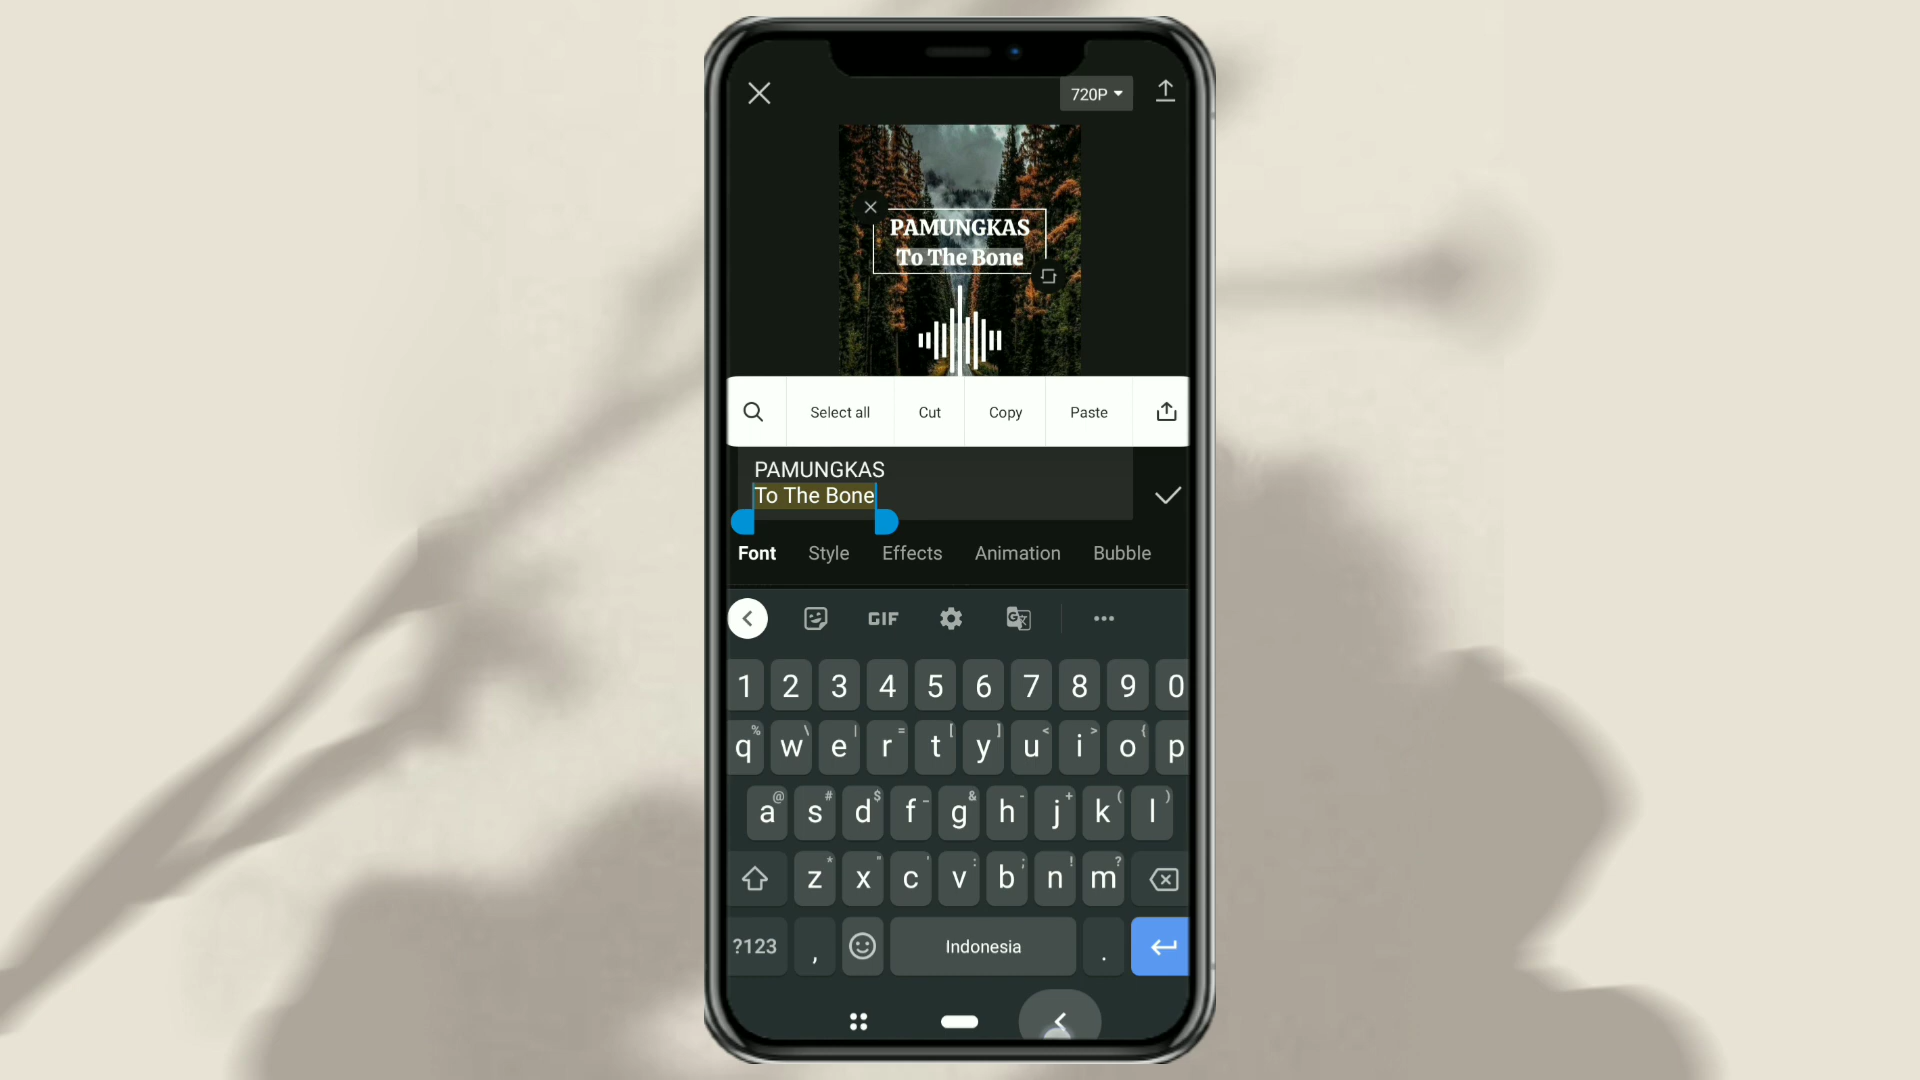 720P
PAMUNGKAS
To The Bone
Select all Cut Copy Paste
PAMUNGKAS
To The Bone
Font Style Effects Animation Bubble
GIF
1 2 3 4 5 6 7 8 9 0
% \ | = [ ] < > {
q w e r t y u i o p
@ # $ _ & - + ( )
a s d f g h j k l
* " ' : ; ! ?
z x c v b n m
?123 , Indonesia .